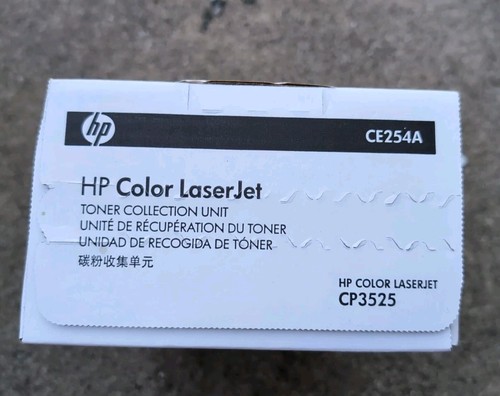 hp
CE254A
HP Color LaserJet
TONER COLLECTION UNIT
UNITÉ DE RÉCUPÉRATION DU TONER
UNIDAD DE RECOGIDA DE TÓNER
碳粉收集单元
HP COLOR LASERJET
CP3525